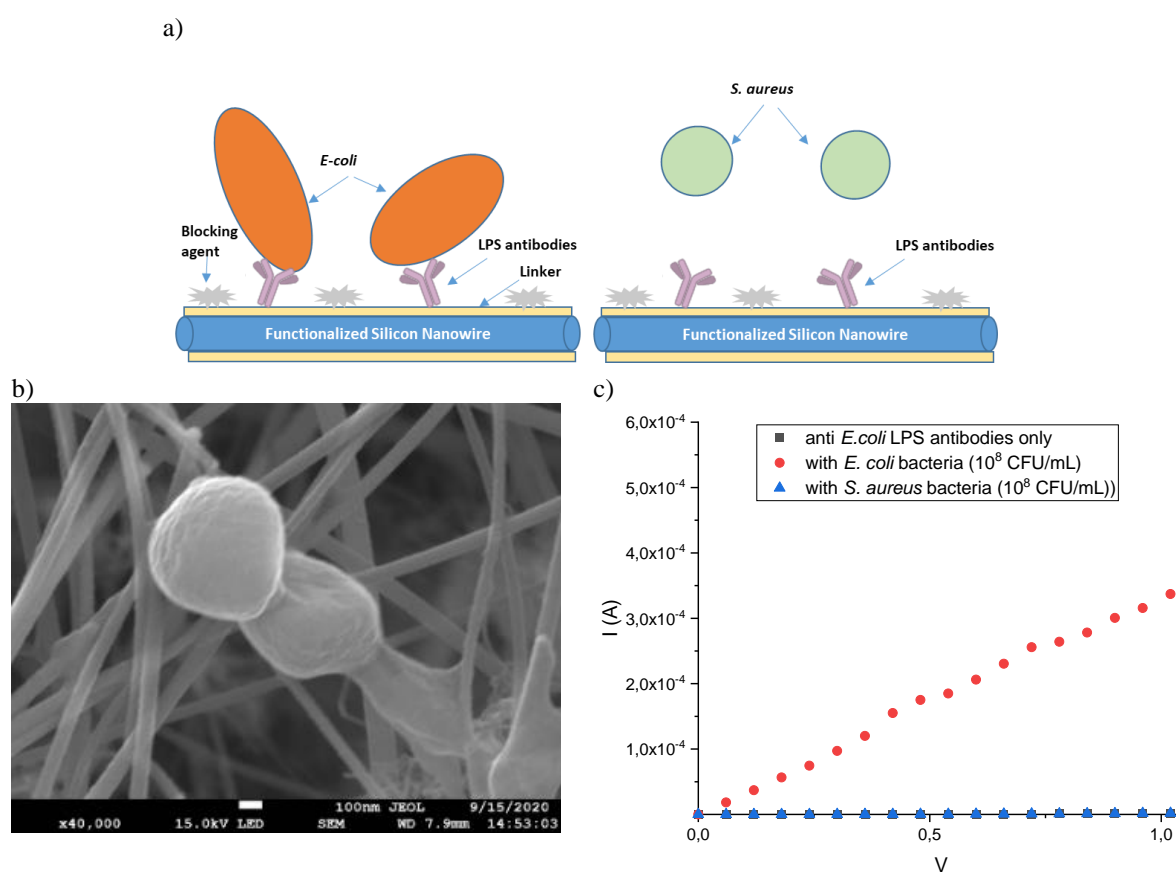 a)
S. aureus
E-coli
Blocking
agent
LPS antibodies
Linker
LPS antibodies
Functionalized Silicon Nanowire
Functionalized Silicon Nanowire
b)
100nm JEOL 9/15/2020
x40,000 15.0kV LED SEM WD 7.9mm 14:53:03
c)
anti E.coli LPS antibodies only
with E. coli bacteria (10⁸ CFU/mL)
with S. aureus bacteria (10⁸ CFU/mL))
6,0x10⁻⁴
5,0x10⁻⁴
4,0x10⁻⁴
3,0x10⁻⁴
2,0x10⁻⁴
1,0x10⁻⁴
I (A)
0,0 0,5 1,0
V